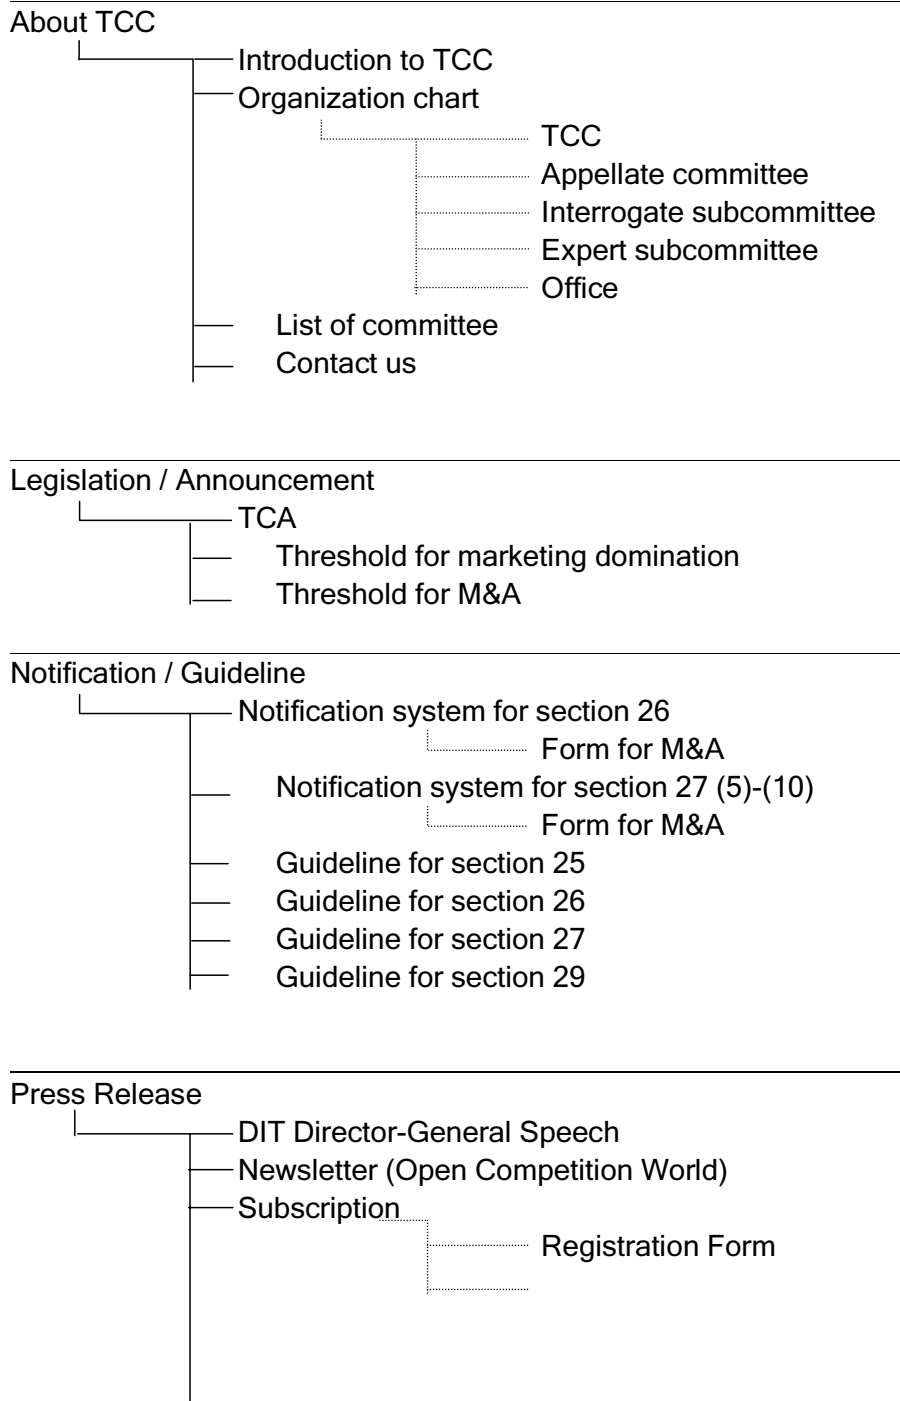 About TCC
Introduction to TCC
Organization chart
TCC
Appellate committee
Interrogate subcommittee
Expert subcommittee
Office
List of committee
Contact us
Legislation / Announcement
TCA
Threshold for marketing domination
Threshold for M&A
Notification / Guideline
Notification system for section 26
Form for M&A
Notification system for section 27 (5)-(10)
Form for M&A
Guideline for section 25
Guideline for section 26
Guideline for section 27
Guideline for section 29
Press Release
DIT Director-General Speech
Newsletter (Open Competition World)
Subscription
Registration Form